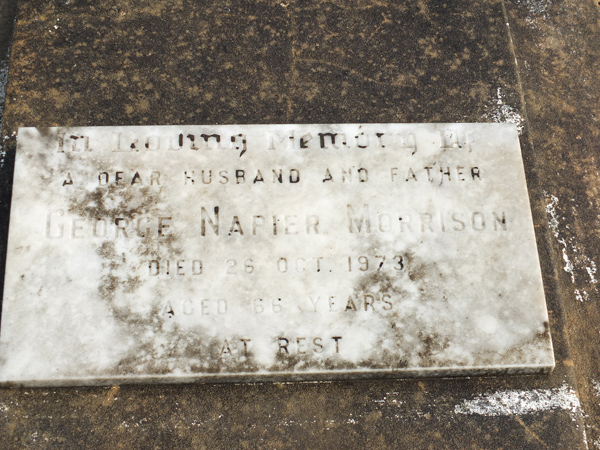 In Loving Memory of
A DEAR HUSBAND AND FATHER
GEORGE NAPIER MORRISON
DIED 26 OCT. 1973
AGED 66 YEARS
AT REST